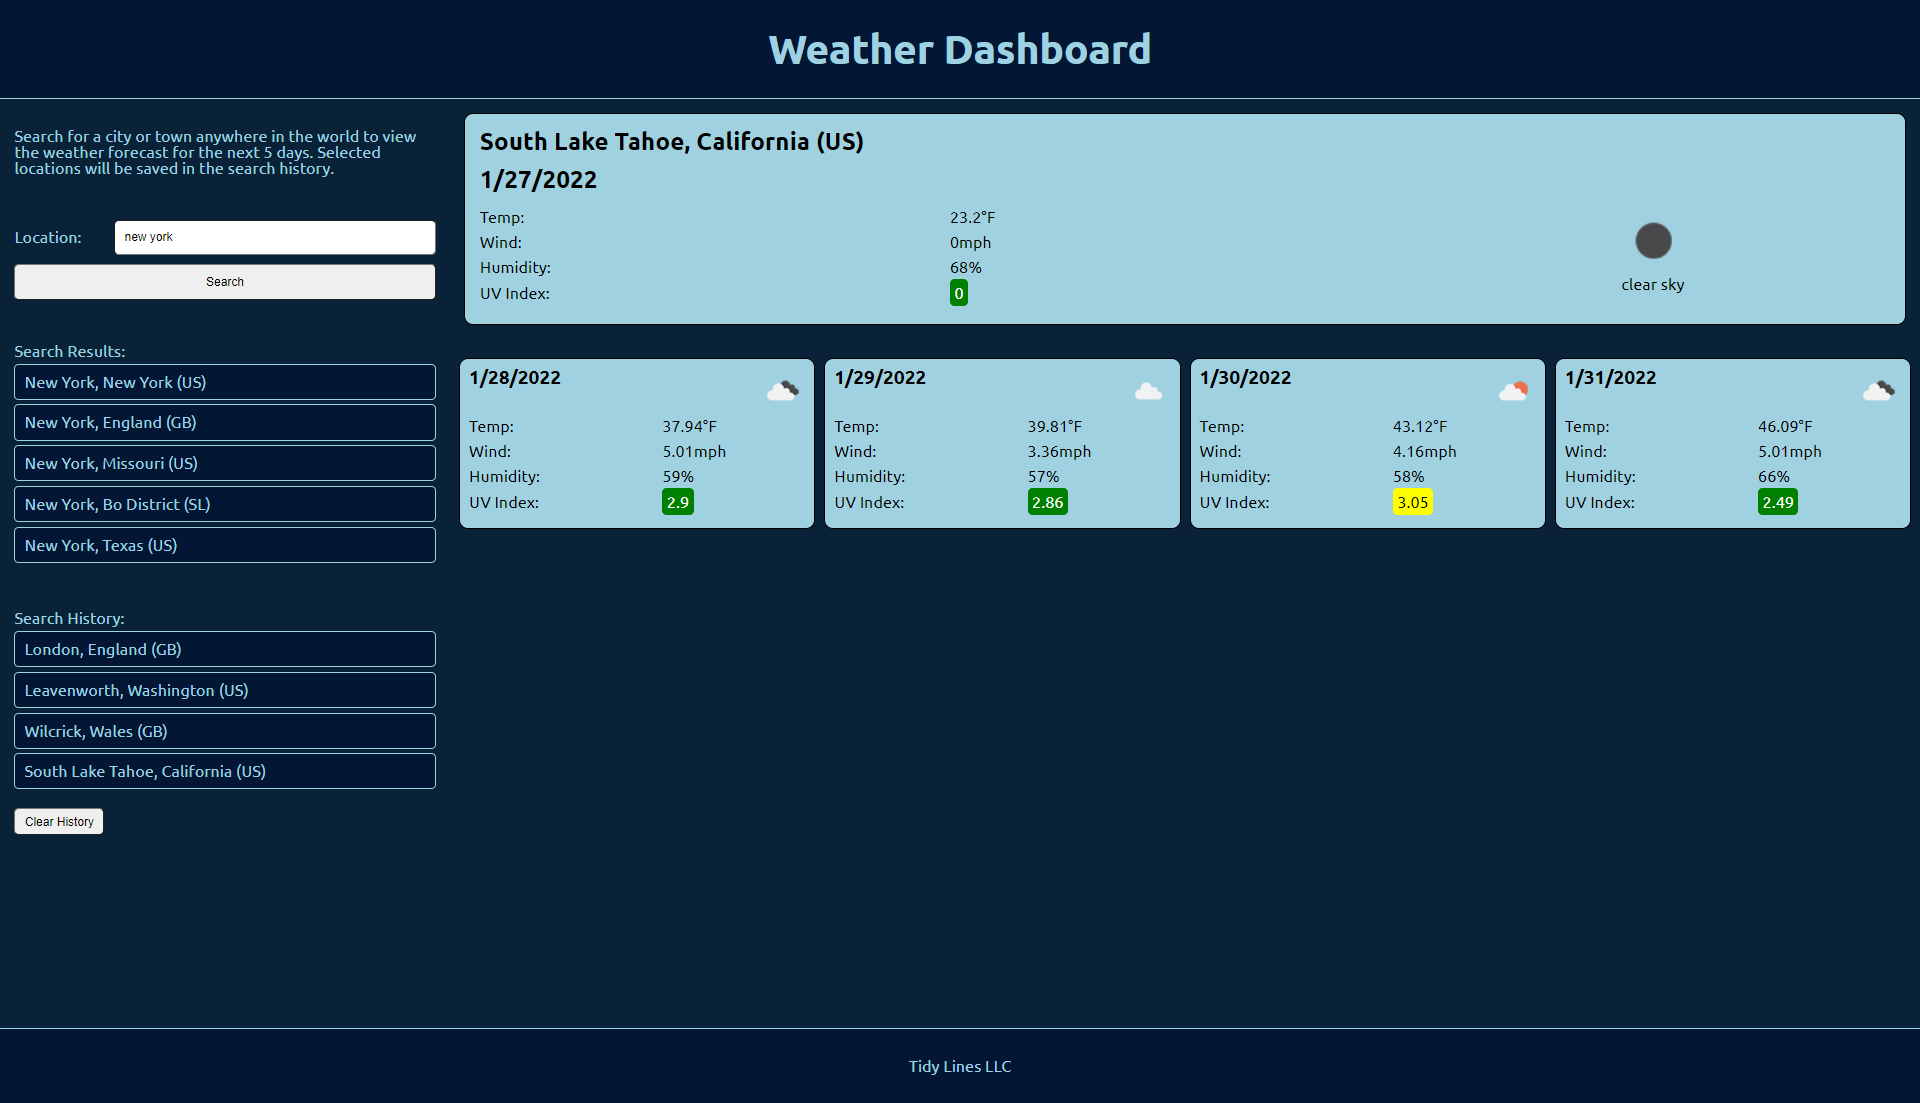 Weather Dashboard
Search for a city or town anywhere in the world to view
the weather forecast for the next 5 days. Selected
locations will be saved in the search history.
Location: new york
Search
Search Results:
New York, New York (US)
New York, England (GB)
New York, Missouri (US)
New York, Bo District (SL)
New York, Texas (US)
Search History:
London, England (GB)
Leavenworth, Washington (US)
Wilcrick, Wales (GB)
South Lake Tahoe, California (US)
Clear History
South Lake Tahoe, California (US)
1/27/2022
Temp: 23.2°F
Wind: 0mph
Humidity: 68%
UV Index: 0
clear sky
1/28/2022
Temp: 37.94°F
Wind: 5.01mph
Humidity: 59%
UV Index: 2.9
1/29/2022
Temp: 39.81°F
Wind: 3.36mph
Humidity: 57%
UV Index: 2.86
1/30/2022
Temp: 43.12°F
Wind: 4.16mph
Humidity: 58%
UV Index: 3.05
1/31/2022
Temp: 46.09°F
Wind: 5.01mph
Humidity: 66%
UV Index: 2.49
Tidy Lines LLC